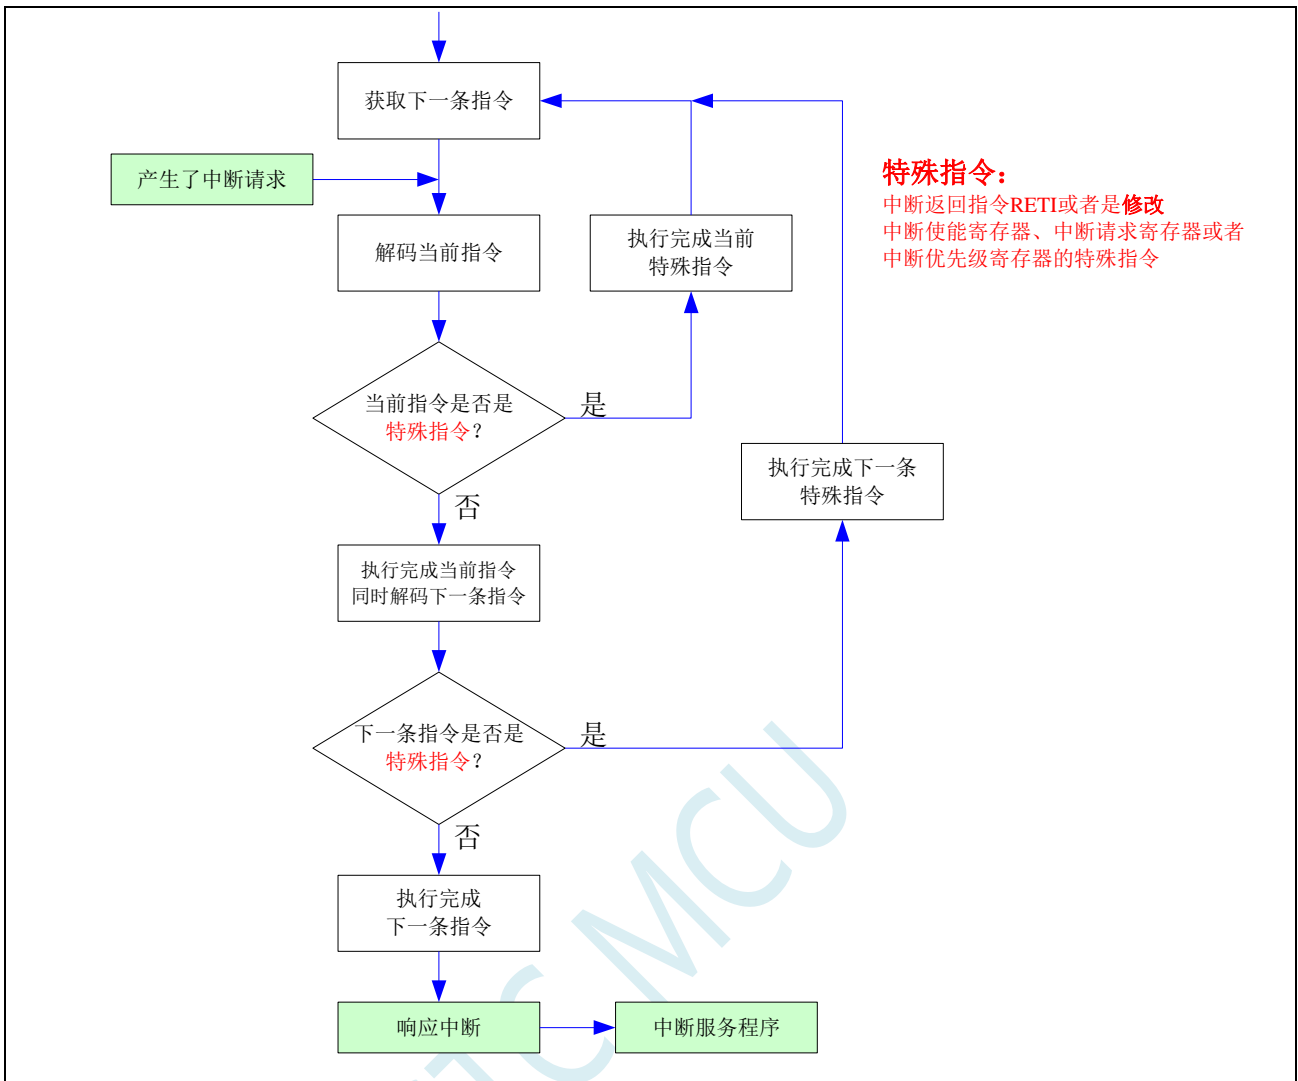 获取下一条指令
产生了中断请求
特殊指令：
中断返回指令RETI或者是修改
中断使能寄存器、中断请求寄存器或者
中断优先级寄存器的特殊指令
解码当前指令
执行完成当前
特殊指令
当前指令是否是
特殊指令？
是
否
执行完成下一条
特殊指令
执行完成当前指令
同时解码下一条指令
下一条指令是否是
特殊指令？
是
否
执行完成
下一条指令
响应中断
中断服务程序
STC MCU